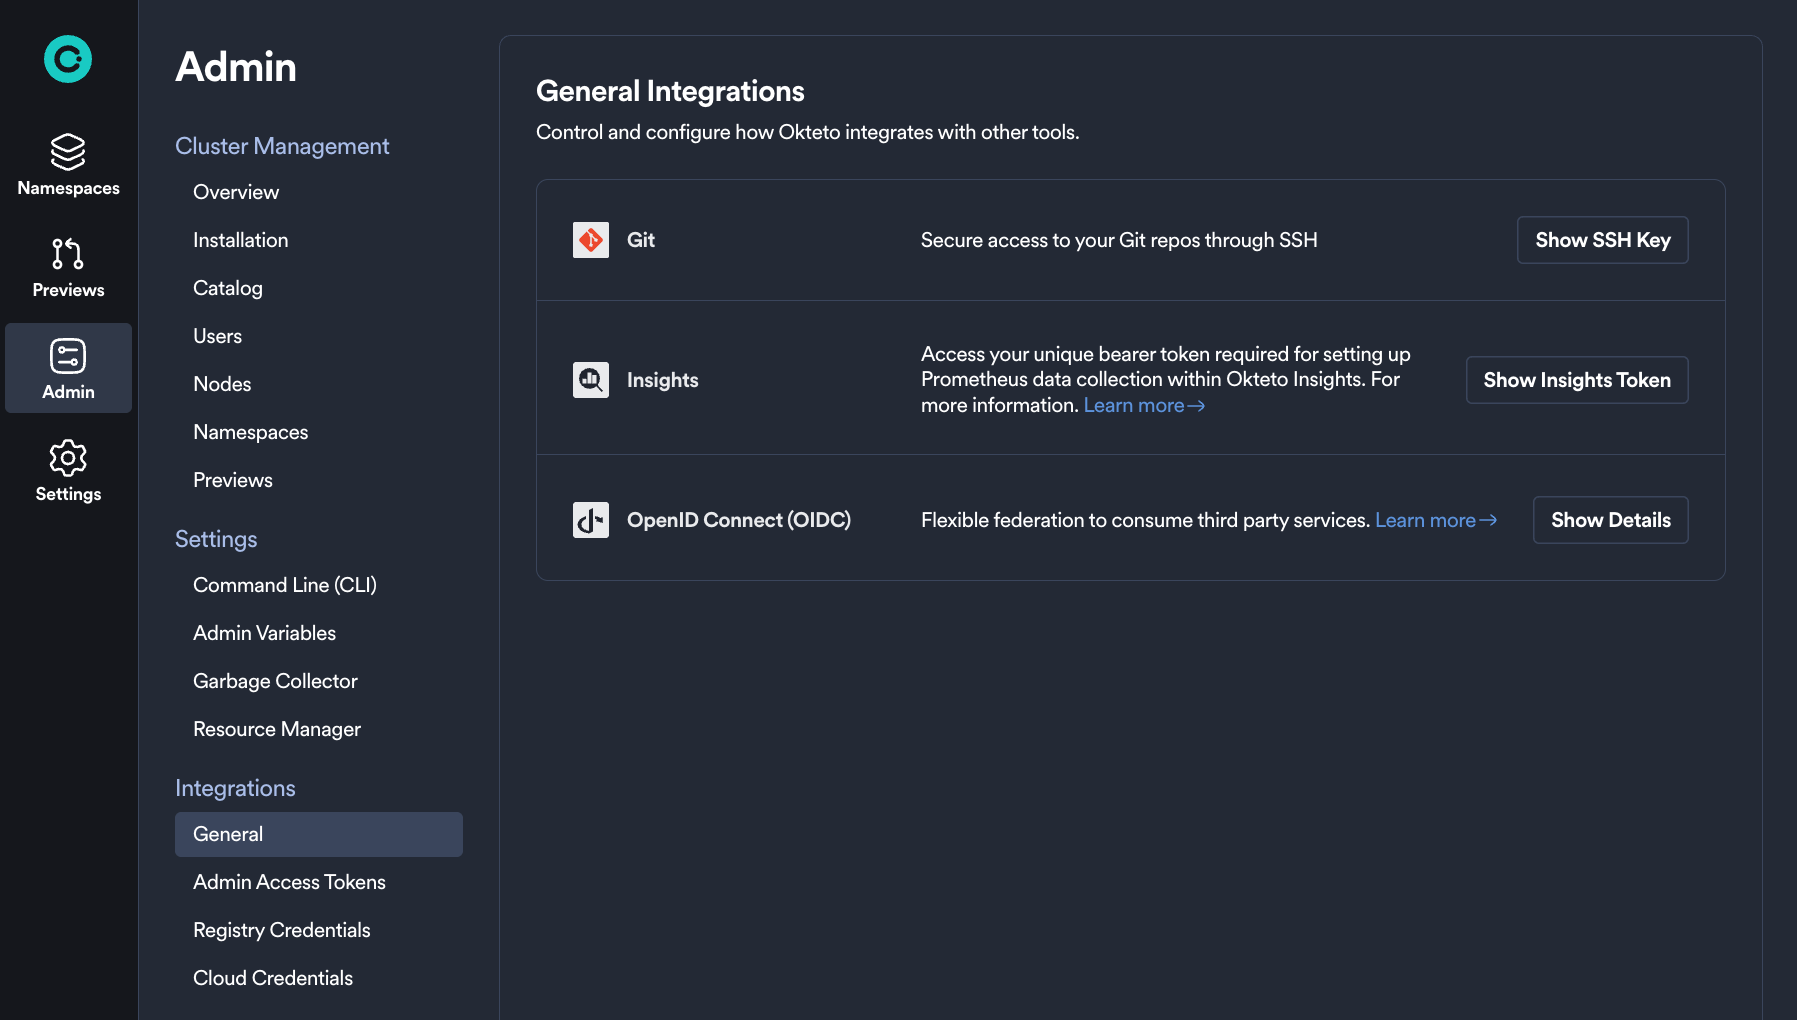 Namespaces
Previews
Admin
Settings
Admin
Cluster Management
Overview
Installation
Catalog
Users
Nodes
Namespaces
Previews
Settings
Command Line (CLI)
Admin Variables
Garbage Collector
Resource Manager
Integrations
General
Admin Access Tokens
Registry Credentials
Cloud Credentials
General Integrations
Control and configure how Okteto integrates with other tools.
Git
Secure access to your Git repos through SSH
Show SSH Key
Insights
Access your unique bearer token required for setting up
Prometheus data collection within Okteto Insights. For
more information. Learn more→
Show Insights Token
OpenID Connect (OIDC)
Flexible federation to consume third party services. Learn more→
Show Details